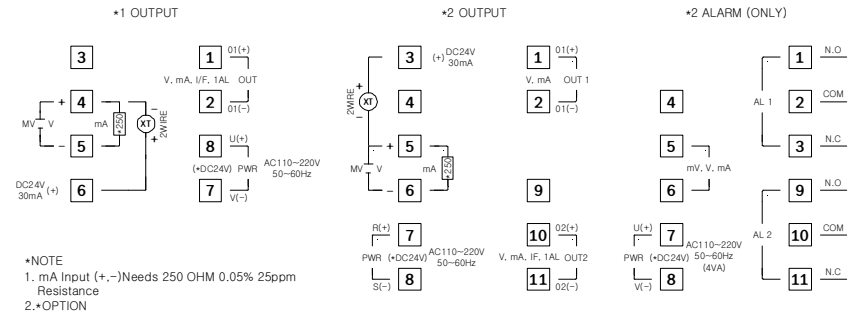 *1 OUTPUT
3
1
01(+)
V, mA, I/F, 1AL OUT
4
+
-
MV
V
mA
*250
XT
2WIRE
2
01(-)
5
-
+
8
U(+)
(*DC24V) PWR
AC110~220V
50~60Hz
DC24V
30mA
(+)
6
7
V(-)
*NOTE
1. mA Input (+,-)Needs 250 OHM 0.05% 25ppm
Resistance
2.*OPTION
*2 OUTPUT
3
(+)
DC24V
30mA
1
01(+)
V, mA OUT 1
+
XT
-
2WIRE
4
2
01(-)
+
5
MV
V
mA
*250
-
6
9
R(+)
7
PWR (*DC24V)
AC110~220V
50~60Hz
10
02(+)
V, mA, IF, 1AL OUT2
S(-)
8
11
02(-)
*2 ALARM (ONLY)
1
N.O
4
AL 1
2
COM
5
mV, V, mA
3
N.C
6
9
N.O
U(+)
7
PWR (*DC24V)
AC110~220V
50~60Hz
(4VA)
AL 2
10
COM
V(-)
8
11
N.C